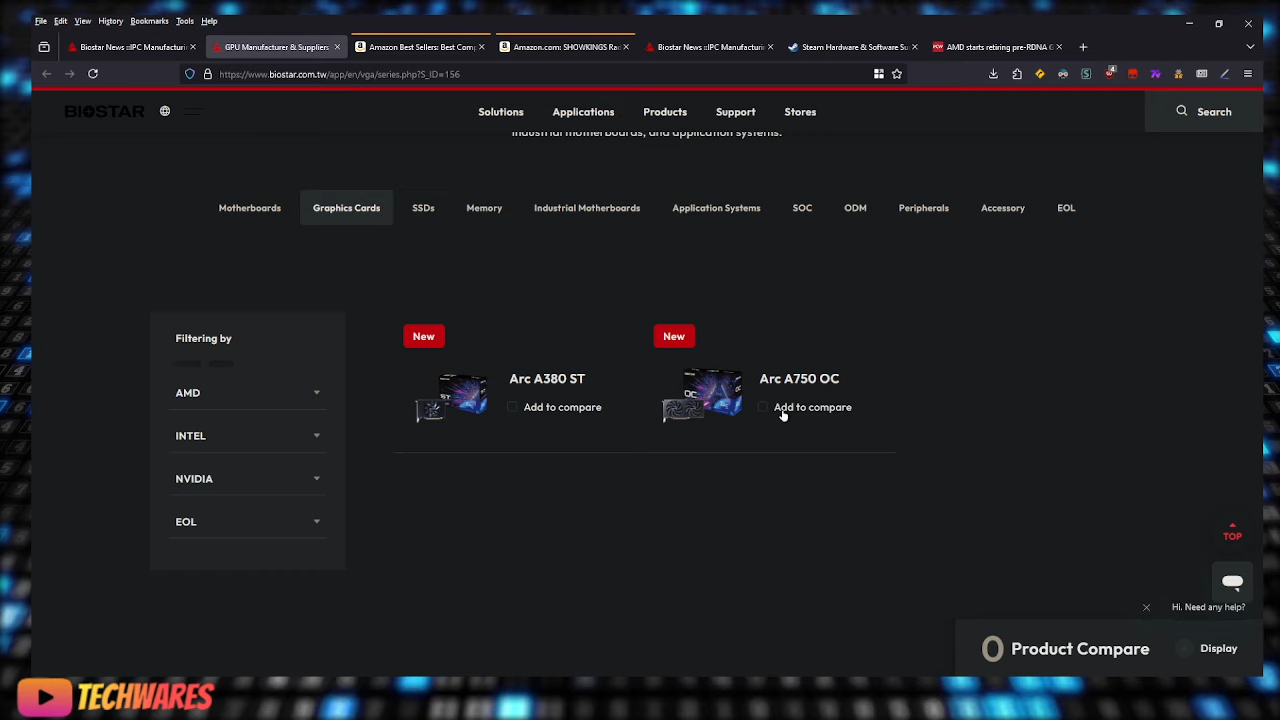 File Edit View History Bookmarks Tools Help
Biostar News ::IPC Manufacturin
GPU Manufacturer & Suppliers
Amazon Best Sellers: Best Comp
Amazon.com: SHOWKINGS Rad
Biostar News ::IPC Manufacturin
Steam Hardware & Software Su
AMD starts retiring pre-RDNA G
https://www.biostar.com.tw/app/en/vga/series.php?S_ID=156
4
BIOSTAR
Solutions Applications Products Support Stores
Search
industrial motherboards, and application systems.
Motherboards Graphics Cards SSDs Memory Industrial Motherboards Application Systems SOC ODM Peripherals Accessory EOL
Filtering by
AMD
INTEL
NVIDIA
EOL
New
Arc A380 ST
Add to compare
New
Arc A750 OC
Add to compare
TOP
Hi. Need any help?
0 Product Compare
Display
TECHWARES